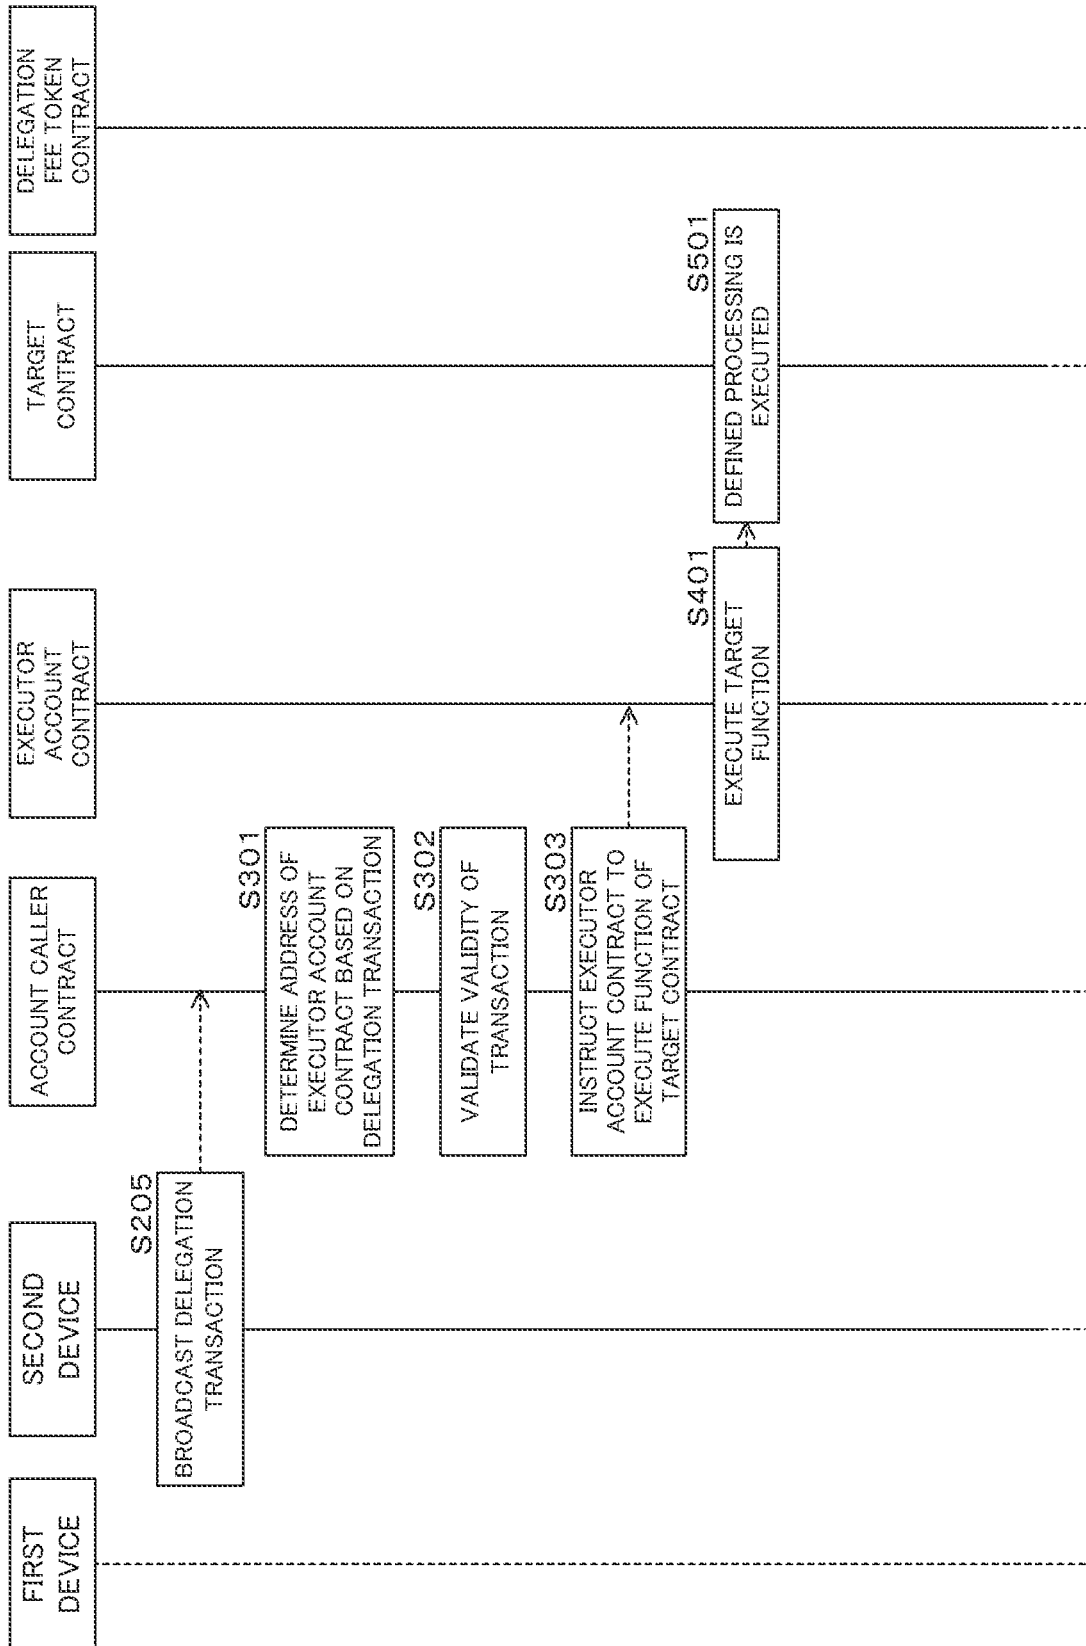 FIRST
DEVICE
SECOND
DEVICE
ACCOUNT CALLER
CONTRACT
EXECUTOR
ACCOUNT
CONTRACT
TARGET
CONTRACT
DELEGATION
FEE TOKEN
CONTRACT
S205
BROADCAST DELEGATION
TRANSACTION
S301
DETERMINE ADDRESS OF
EXECUTOR ACCOUNT
CONTRACT BASED ON
DELEGATION TRANSACTION
S302
VALIDATE VALIDITY OF
TRANSACTION
S303
INSTRUCT EXECUTOR
ACCOUNT CONTRACT TO
EXECUTE FUNCTION OF
TARGET CONTRACT
S401
EXECUTE TARGET
FUNCTION
S501
DEFINED PROCESSING IS
EXECUTED